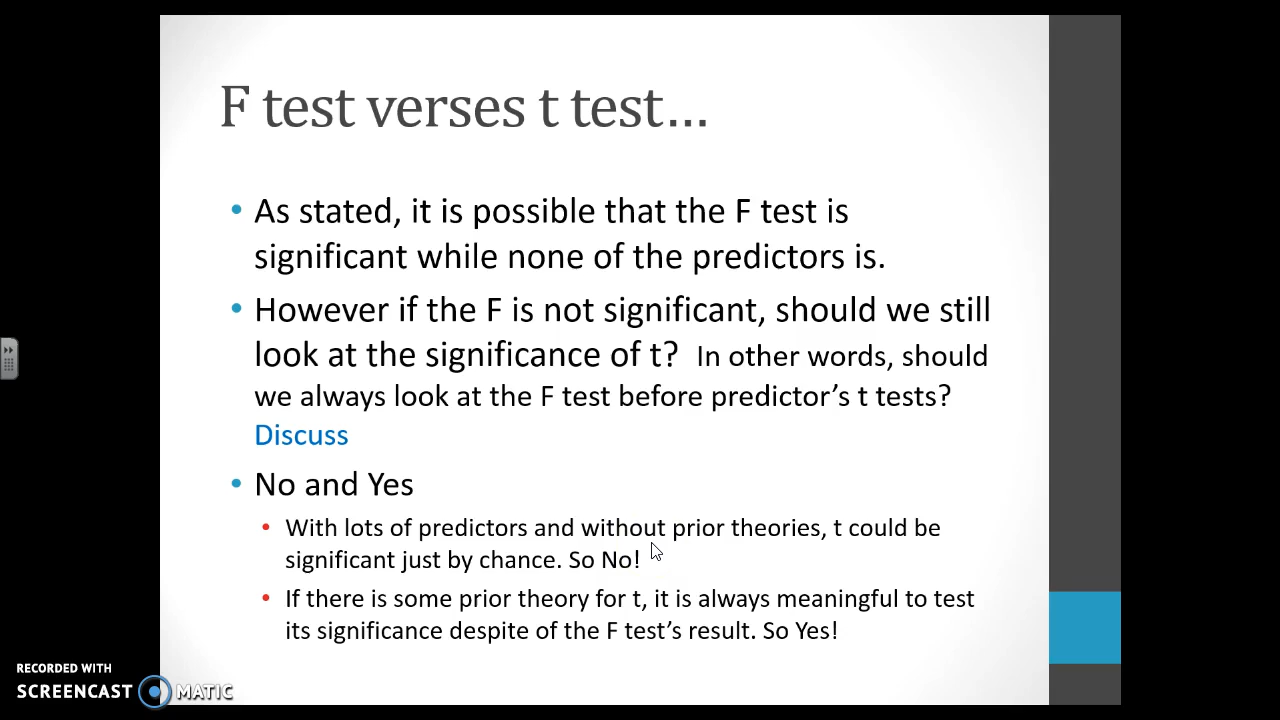 F test verses t test...
• As stated, it is possible that the F test is
significant while none of the predictors is.
• However if the F is not significant, should we still
look at the significance of t? In other words, should
we always look at the F test before predictor's t tests?
Discuss
• No and Yes
• With lots of predictors and without prior theories, t could be
significant just by chance. So No!
• If there is some prior theory for t, it is always meaningful to test
its significance despite of the F test's result. So Yes!
RECORDED WITH
SCREENCAST MATIC